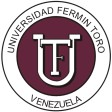 UNIVERSIDAD FERMIN TORO
UFT
VENEZUELA